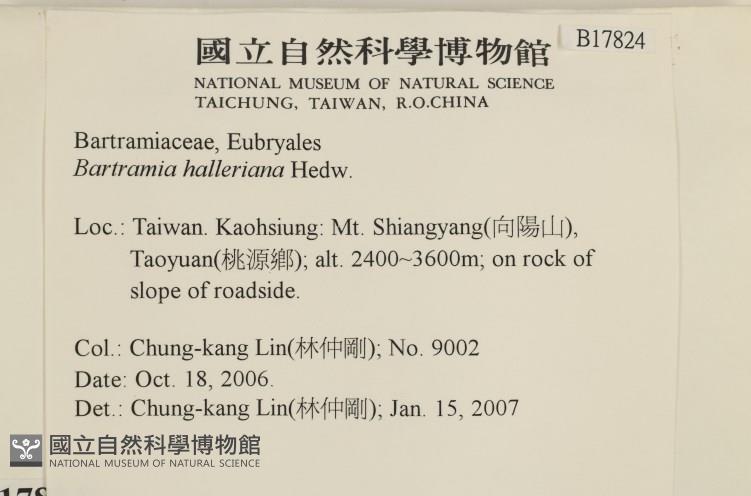 國立自然科學博物館
B17824
NATIONAL MUSEUM OF NATURAL SCIENCE
TAICHUNG, TAIWAN, R.O.CHINA
Bartramiaceae, Eubryales
Bartramia halleriana Hedw.
Loc.: Taiwan. Kaohsiung: Mt. Shiangyang(向陽山),
Taoyuan(桃源鄉); alt. 2400~3600m; on rock of
slope of roadside.
Col.: Chung-kang Lin(林仲剛); No. 9002
Date: Oct. 18, 2006.
Det.: Chung-kang Lin(林仲剛); Jan. 15, 2007
國立自然科學博物館
NATIONAL MUSEUM OF NATURAL SCIENCE